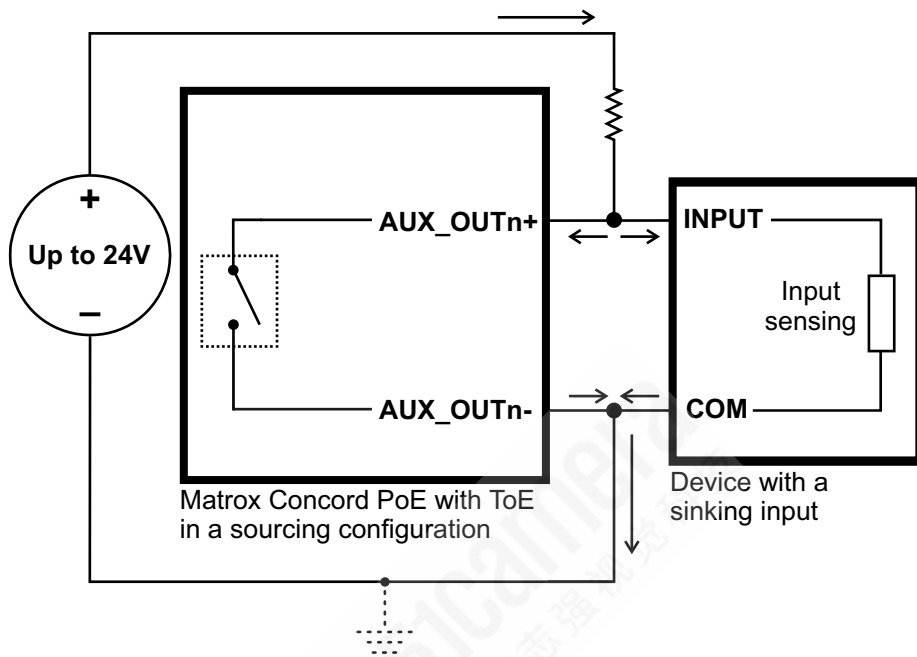 +
Up to 24V
−
AUX_OUTn+
AUX_OUTn-
INPUT
Input
sensing
COM
Matrox Concord PoE with ToE
in a sourcing configuration
Device with a
sinking input